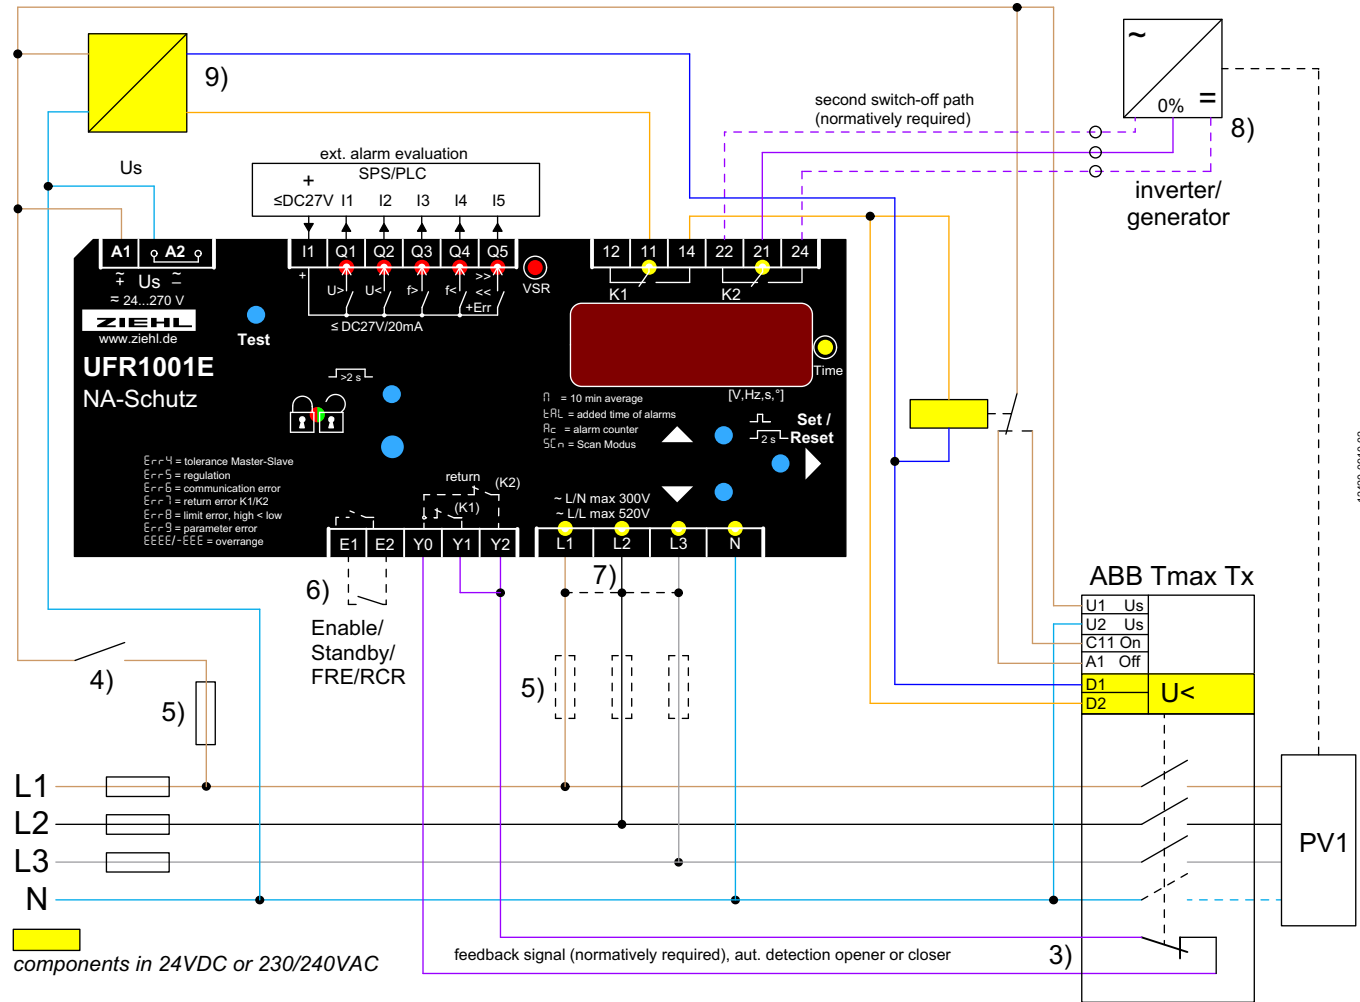 9)
Us
ext. alarm evaluation
SPS/PLC
+
≤DC27V I1 I2 I3 I4 I5
second switch-off path
(normatively required)
~
0% =
8)
inverter/
generator
A1 A2
I1 Q1 Q2 Q3 Q4 Q5
12 11 14 22 21 24
~ Us ~
+ –
≈ 24...270 V
+ U> U< f> f< >>
<<
+Err
VSR
≤ DC27V/20mA
K1 K2
ZIEHL
www.ziehl.de
Test
UFR1001E
NA-Schutz
>2 s
Time
[V,Hz,s,°]
= 10 min average
tAL = added time of alarms
Ac = alarm counter
SCn = Scan Modus
2 s
Set /
Reset
Err4 = tolerance Master-Slave
Err5 = regulation
Err6 = communication error
Err7 = return error K1/K2
Err8 = limit error, high < low
Err9 = parameter error
EEEE/-EEE = overrange
return (K2)
(K1)
~ L/N max 300V
~ L/L max 520V
E1 E2 Y0 Y1 Y2 L1 L2 L3 N
6)
7)
Enable/
Standby/
FRE/RCR
4)
5)
5)
ABB Tmax Tx
U1 Us
U2 Us
C11 On
A1 Off
D1
D2
U<
L1
L2
L3
N
PV1
3)
feedback signal (normatively required), aut. detection opener or closer
components in 24VDC or 230/240VAC